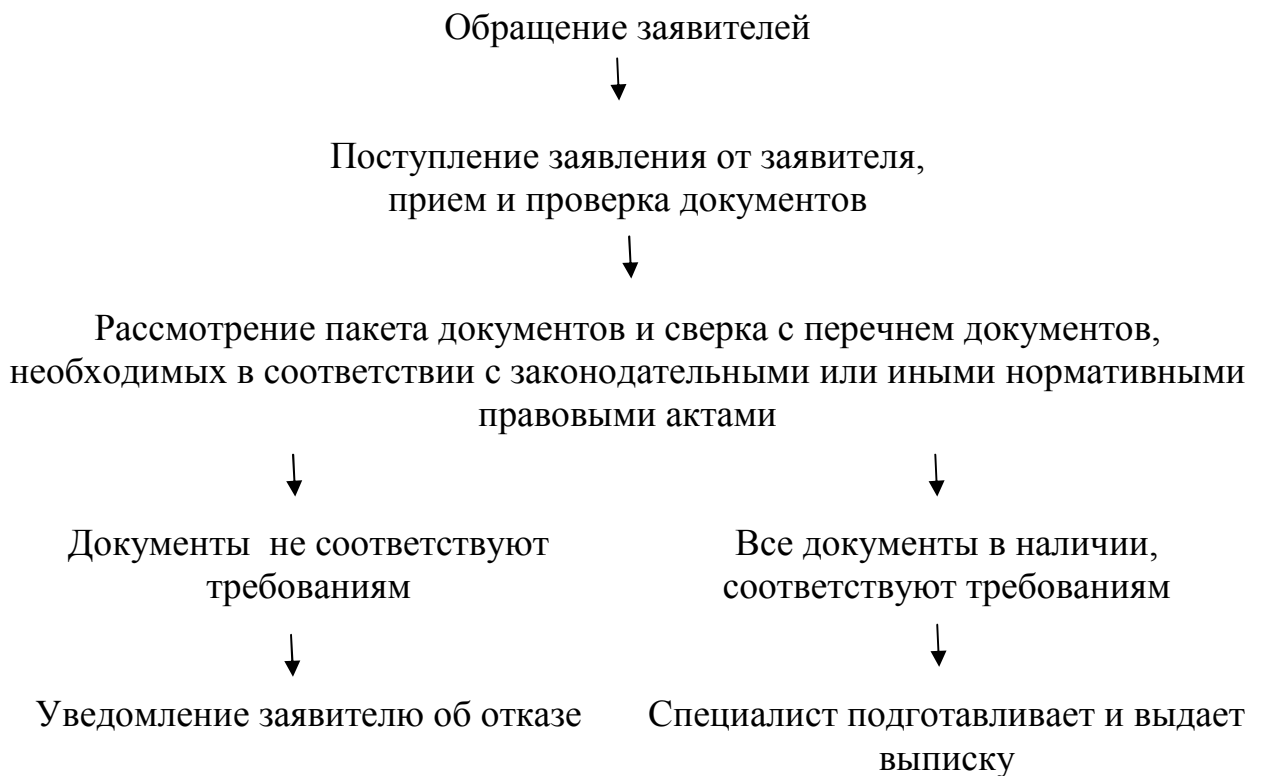 Обращение заявителей
Поступление заявления от заявителя,
прием и проверка документов
Рассмотрение пакета документов и сверка с перечнем документов,
необходимых в соответствии с законодательными или иными нормативными
правовыми актами
Документы не соответствуют
требованиям
Все документы в наличии,
соответствуют требованиям
Уведомление заявителю об отказе
Специалист подготавливает и выдает
выписку